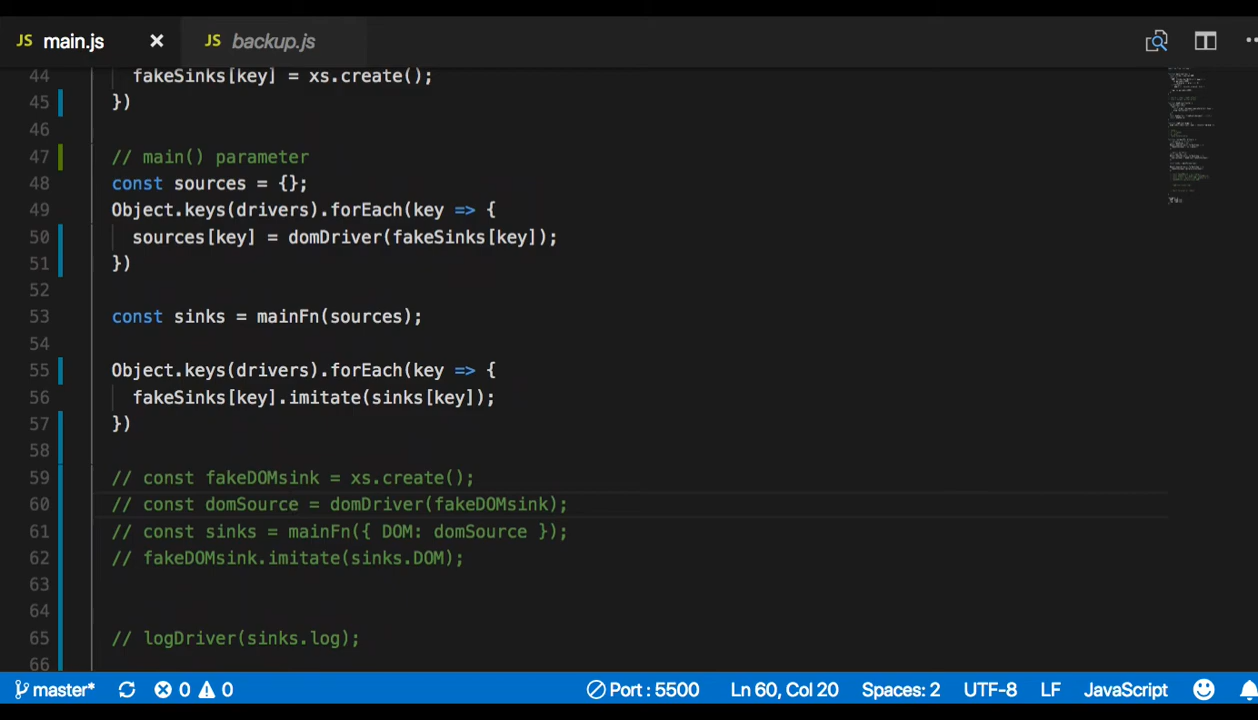 JS main.js × JS backup.js
44 fakeSinks[key] = xs.create();
45 })
46
47 // main() parameter
48 const sources = {};
49 Object.keys(drivers).forEach(key => {
50 sources[key] = domDriver(fakeSinks[key]);
51 })
52
53 const sinks = mainFn(sources);
54
55 Object.keys(drivers).forEach(key => {
56 fakeSinks[key].imitate(sinks[key]);
57 })
58
59 // const fakeDOMsink = xs.create();
60 // const domSource = domDriver(fakeDOMsink);
61 // const sinks = mainFn({ DOM: domSource });
62 // fakeDOMsink.imitate(sinks.DOM);
63
64
65 // logDriver(sinks.log);
66
master* 0 0 Port : 5500 Ln 60, Col 20 Spaces: 2 UTF-8 LF JavaScript